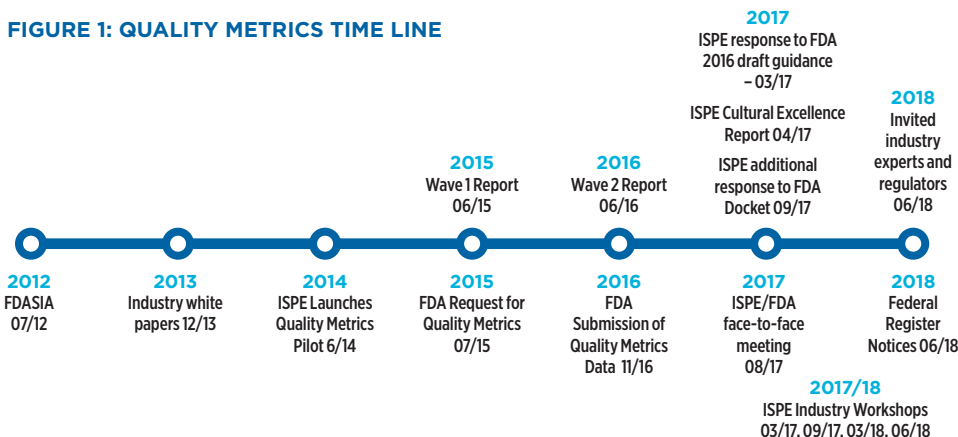 FIGURE 1: QUALITY METRICS TIME LINE
2017
ISPE response to FDA
2016 draft guidance
– 03/17
ISPE Cultural Excellence
Report 04/17
ISPE additional
response to FDA
Docket 09/17
2018
Invited
industry
experts and
regulators
06/18
2015
Wave 1 Report
06/15
2016
Wave 2 Report
06/16
2012
FDASIA
07/12
2013
Industry white
papers 12/13
2014
ISPE Launches
Quality Metrics
Pilot 6/14
2015
FDA Request for
Quality Metrics
07/15
2016
FDA
Submission of
Quality Metrics
Data 11/16
2017
ISPE/FDA
face-to-face
meeting
08/17
2018
Federal
Register
Notices 06/18
2017/18
ISPE Industry Workshops
03/17, 09/17, 03/18, 06/18